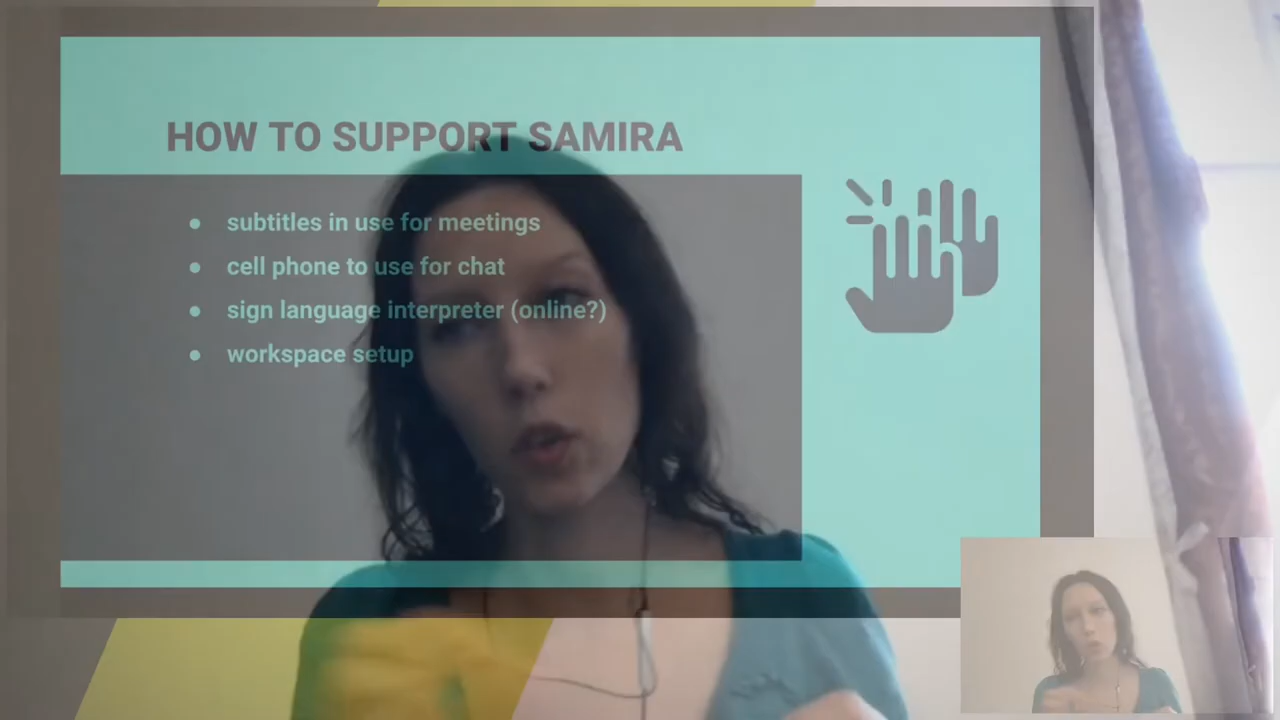 HOW TO SUPPORT SAMIRA
● subtitles in use for meetings
● cell phone to use for chat
● sign language interpreter (online?)
● workspace setup